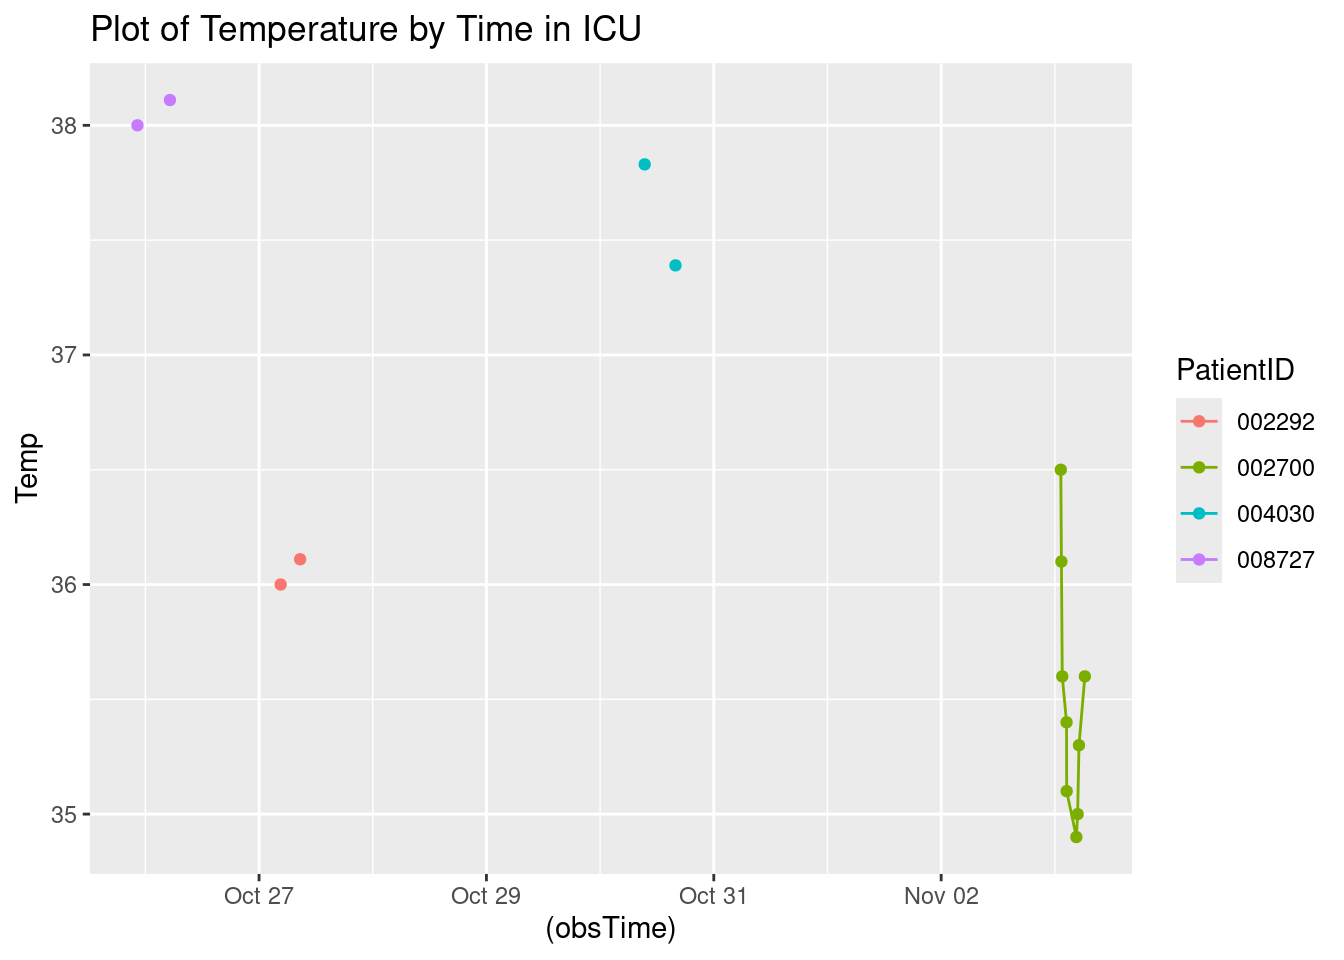 Plot of Temperature by Time in ICU
38
37
36
35
Temp
Oct 27
Oct 29
Oct 31
Nov 02
(obsTime)
PatientID
002292
002700
004030
008727